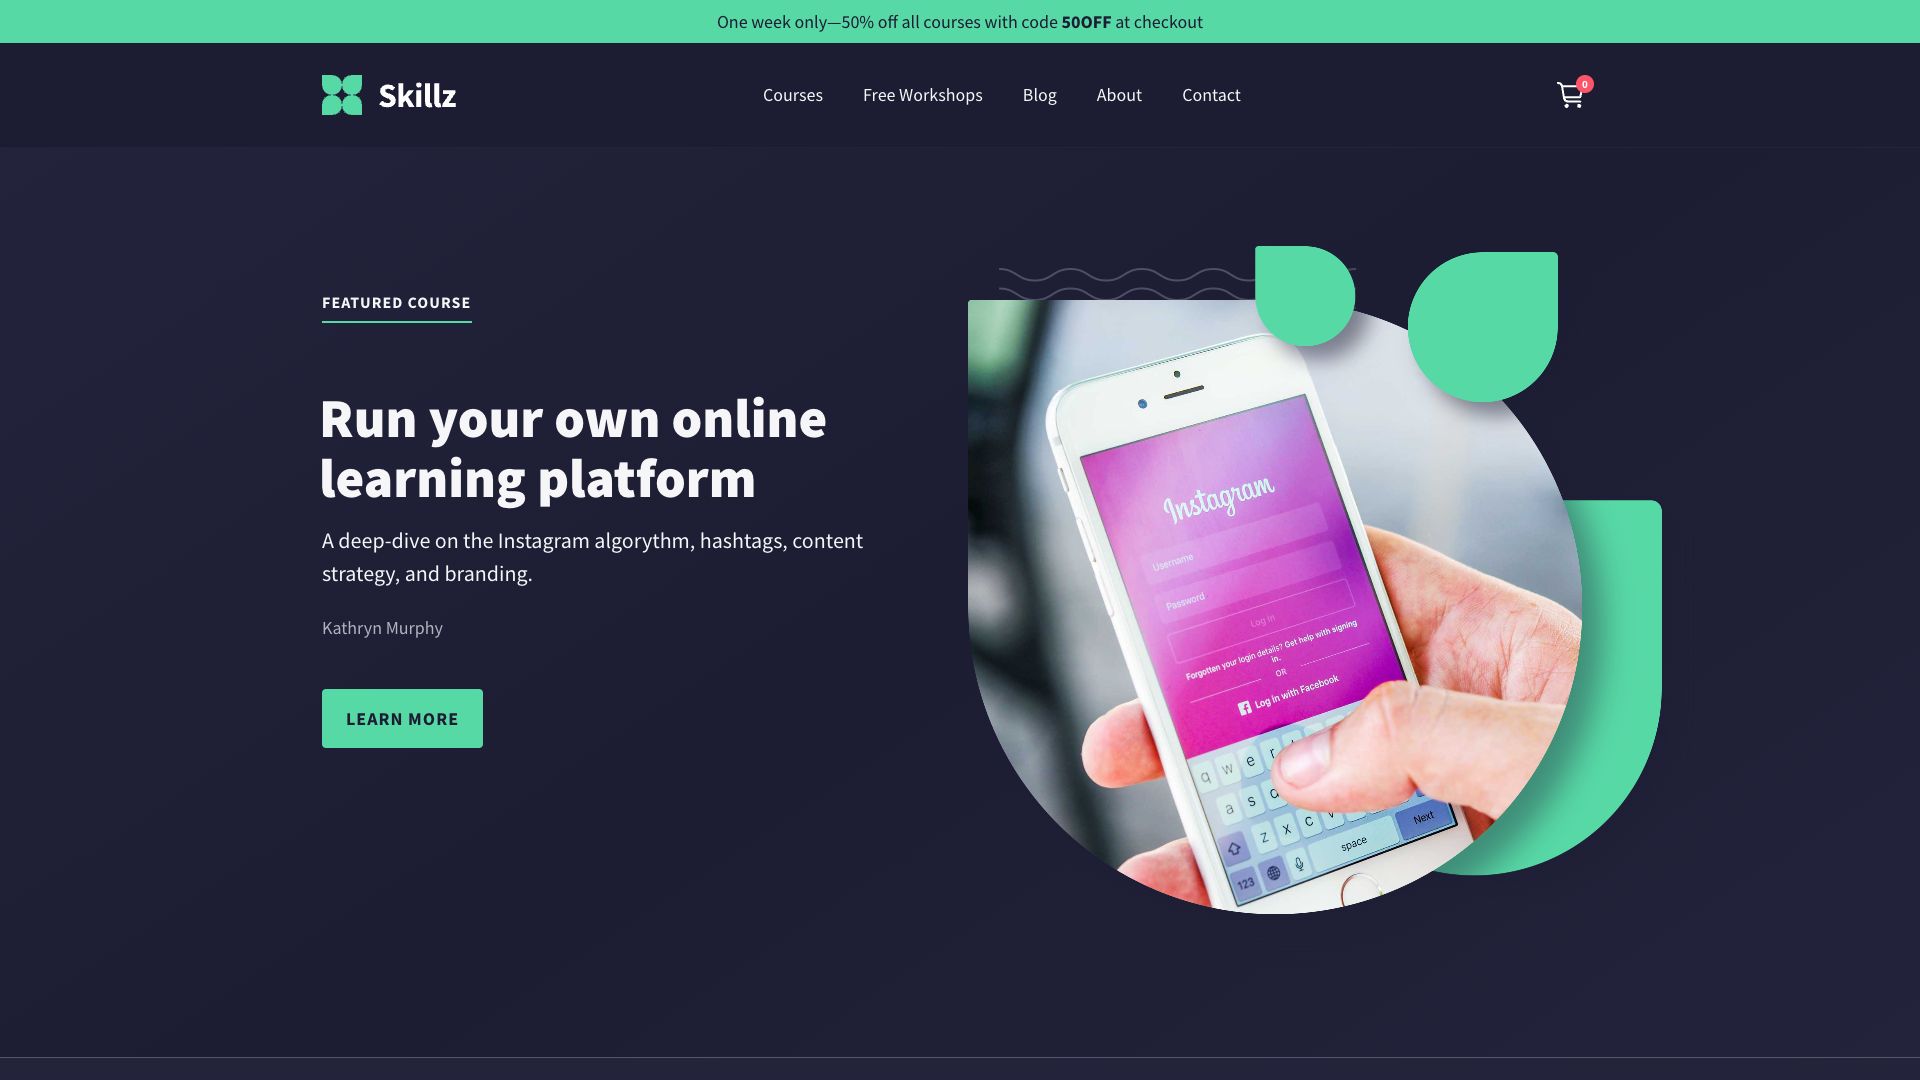 One week only—50% off all courses with code 50OFF at checkout
Skillz
Courses
Free Workshops
Blog
About
Contact
0
FEATURED COURSE
Run your own online
learning platform
A deep-dive on the Instagram algorythm, hashtags, content
strategy, and branding.
Kathryn Murphy
LEARN MORE
Instagram
Username
Password
Log In
Forgotten your login details? Get help with signing
in.
OR
Log in with Facebook
q w e r
a s
z x c
123 space Next